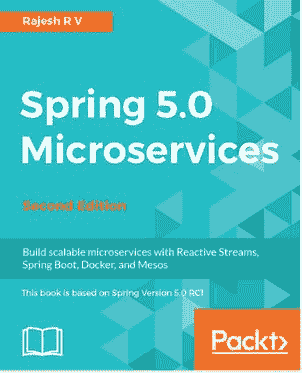 Rajesh R V
Spring 5.0
Microservices
Second Edition
Build scalable microservices with Reactive Streams,
Spring Boot, Docker, and Mesos
This book is based on Spring Version 5.0 RC1
Packt>